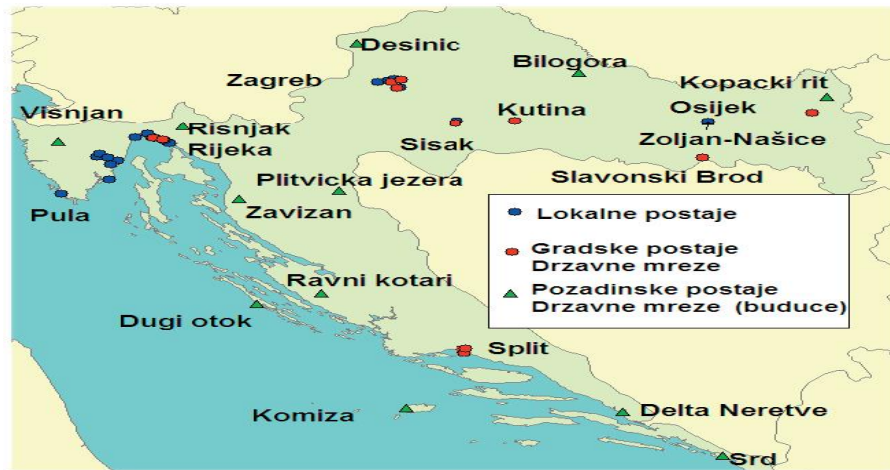 Desinic
Bilogora
Zagreb
Kopacki rit
Visnjan
Kutina
Osijek
Risnjak
Sisak
Zoljan-Našice
Rijeka
Plitvicka jezera
Slavonski Brod
Pula
Zavizan
Lokalne postaje
Gradske postaje
Drzavne mreze
Ravni kotari
Pozadinske postaje
Drzavne mreze (buduce)
Dugi otok
Split
Komiza
Delta Neretve
Srd